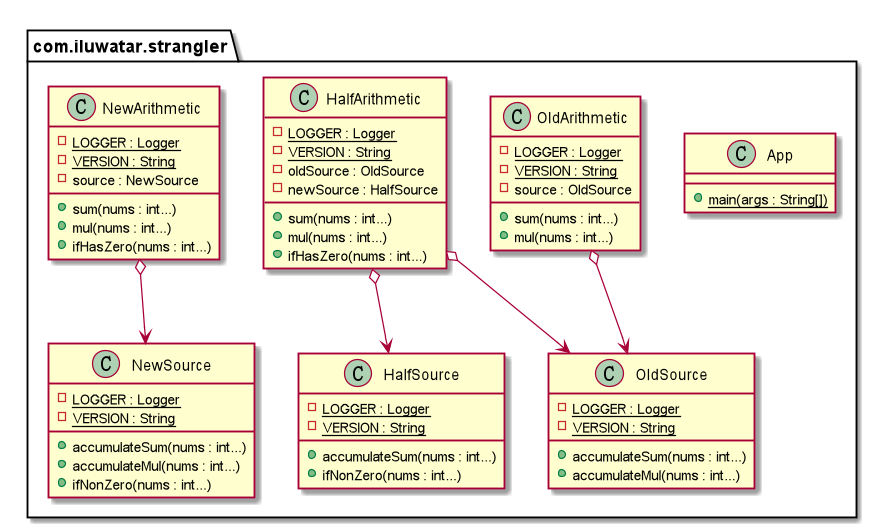 com.iluwatar.strangler
C NewArithmetic
LOGGER : Logger
VERSION : String
source : NewSource
sum(nums : int...)
mul(nums : int...)
ifHasZero(nums : int...)
C HalfArithmetic
LOGGER : Logger
VERSION : String
oldSource : OldSource
newSource : HalfSource
sum(nums : int...)
mul(nums : int...)
ifHasZero(nums : int...)
C OldArithmetic
LOGGER : Logger
VERSION : String
source : OldSource
sum(nums : int...)
mul(nums : int...)
C App
main(args : String[])
C NewSource
LOGGER : Logger
VERSION : String
accumulateSum(nums : int...)
accumulateMul(nums : int...)
ifNonZero(nums : int...)
C HalfSource
LOGGER : Logger
VERSION : String
accumulateSum(nums : int...)
ifNonZero(nums : int...)
C OldSource
LOGGER : Logger
VERSION : String
accumulateSum(nums : int...)
accumulateMul(nums : int...)